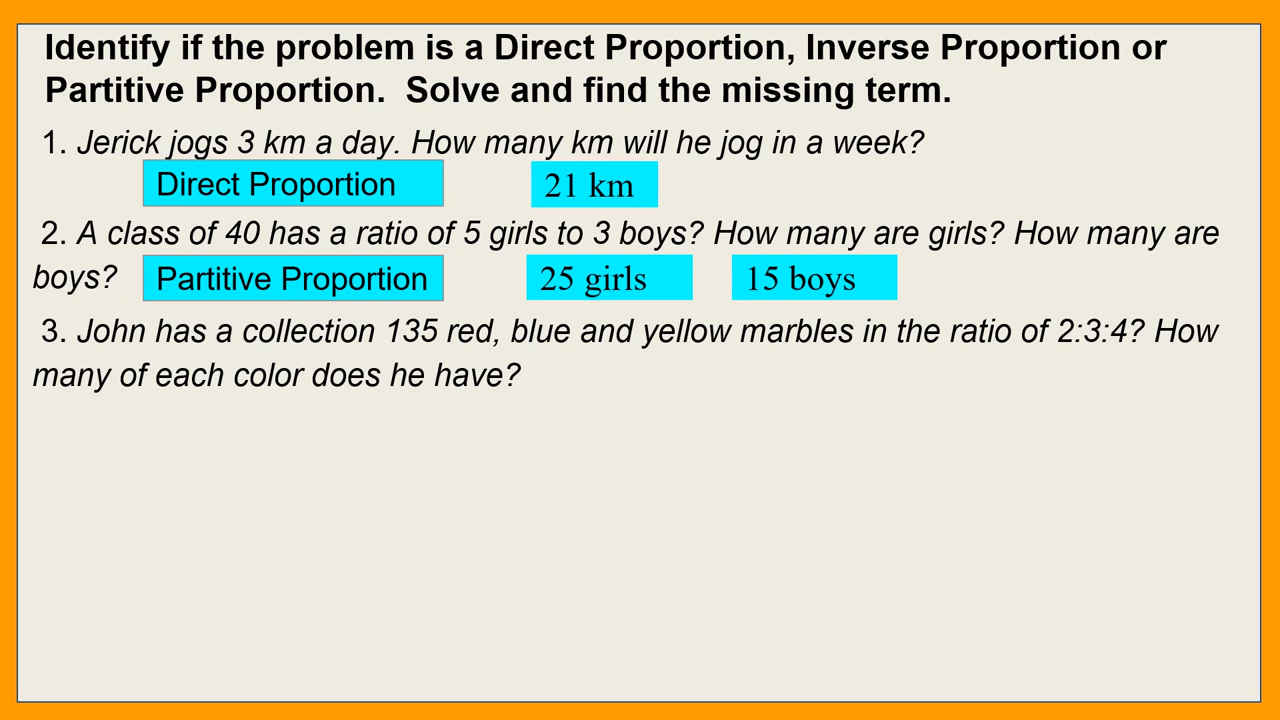 Identify if the problem is a Direct Proportion, Inverse Proportion or
Partitive Proportion. Solve and find the missing term.
1. Jerick jogs 3 km a day. How many km will he jog in a week?
Direct Proportion 21 km
2. A class of 40 has a ratio of 5 girls to 3 boys? How many are girls? How many are
boys? Partitive Proportion 25 girls 15 boys
3. John has a collection 135 red, blue and yellow marbles in the ratio of 2:3:4? How
many of each color does he have?